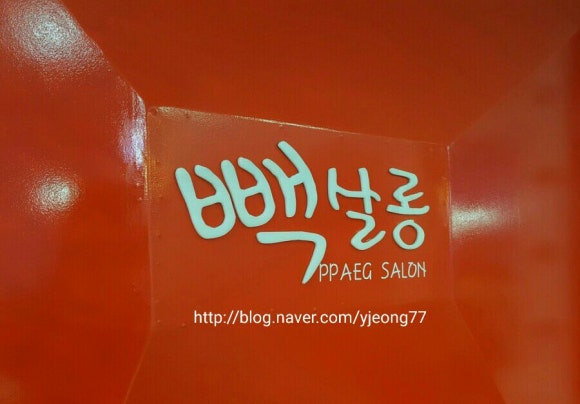 빽살롱
PPAEG SALON
http://blog.naver.com/yjeong77